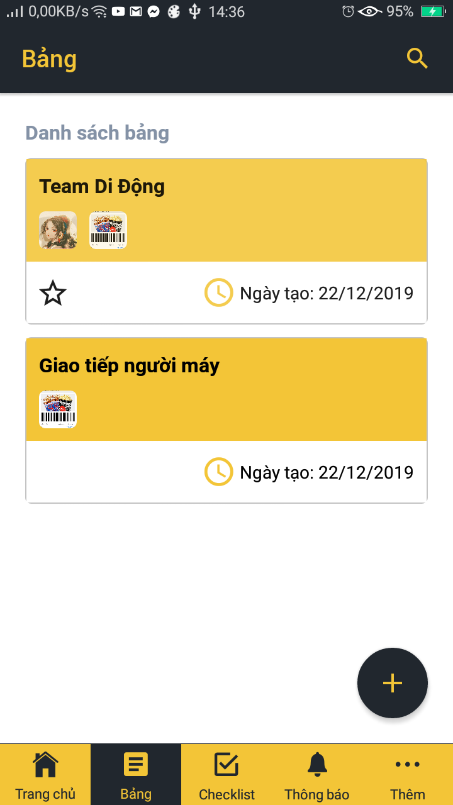 0,00KB/s 14:36 95%
Bảng
Danh sách bảng
Team Di Động
Ngày tạo: 22/12/2019
Giao tiếp người máy
Ngày tạo: 22/12/2019
Trang chủ Bảng Checklist Thông báo Thêm